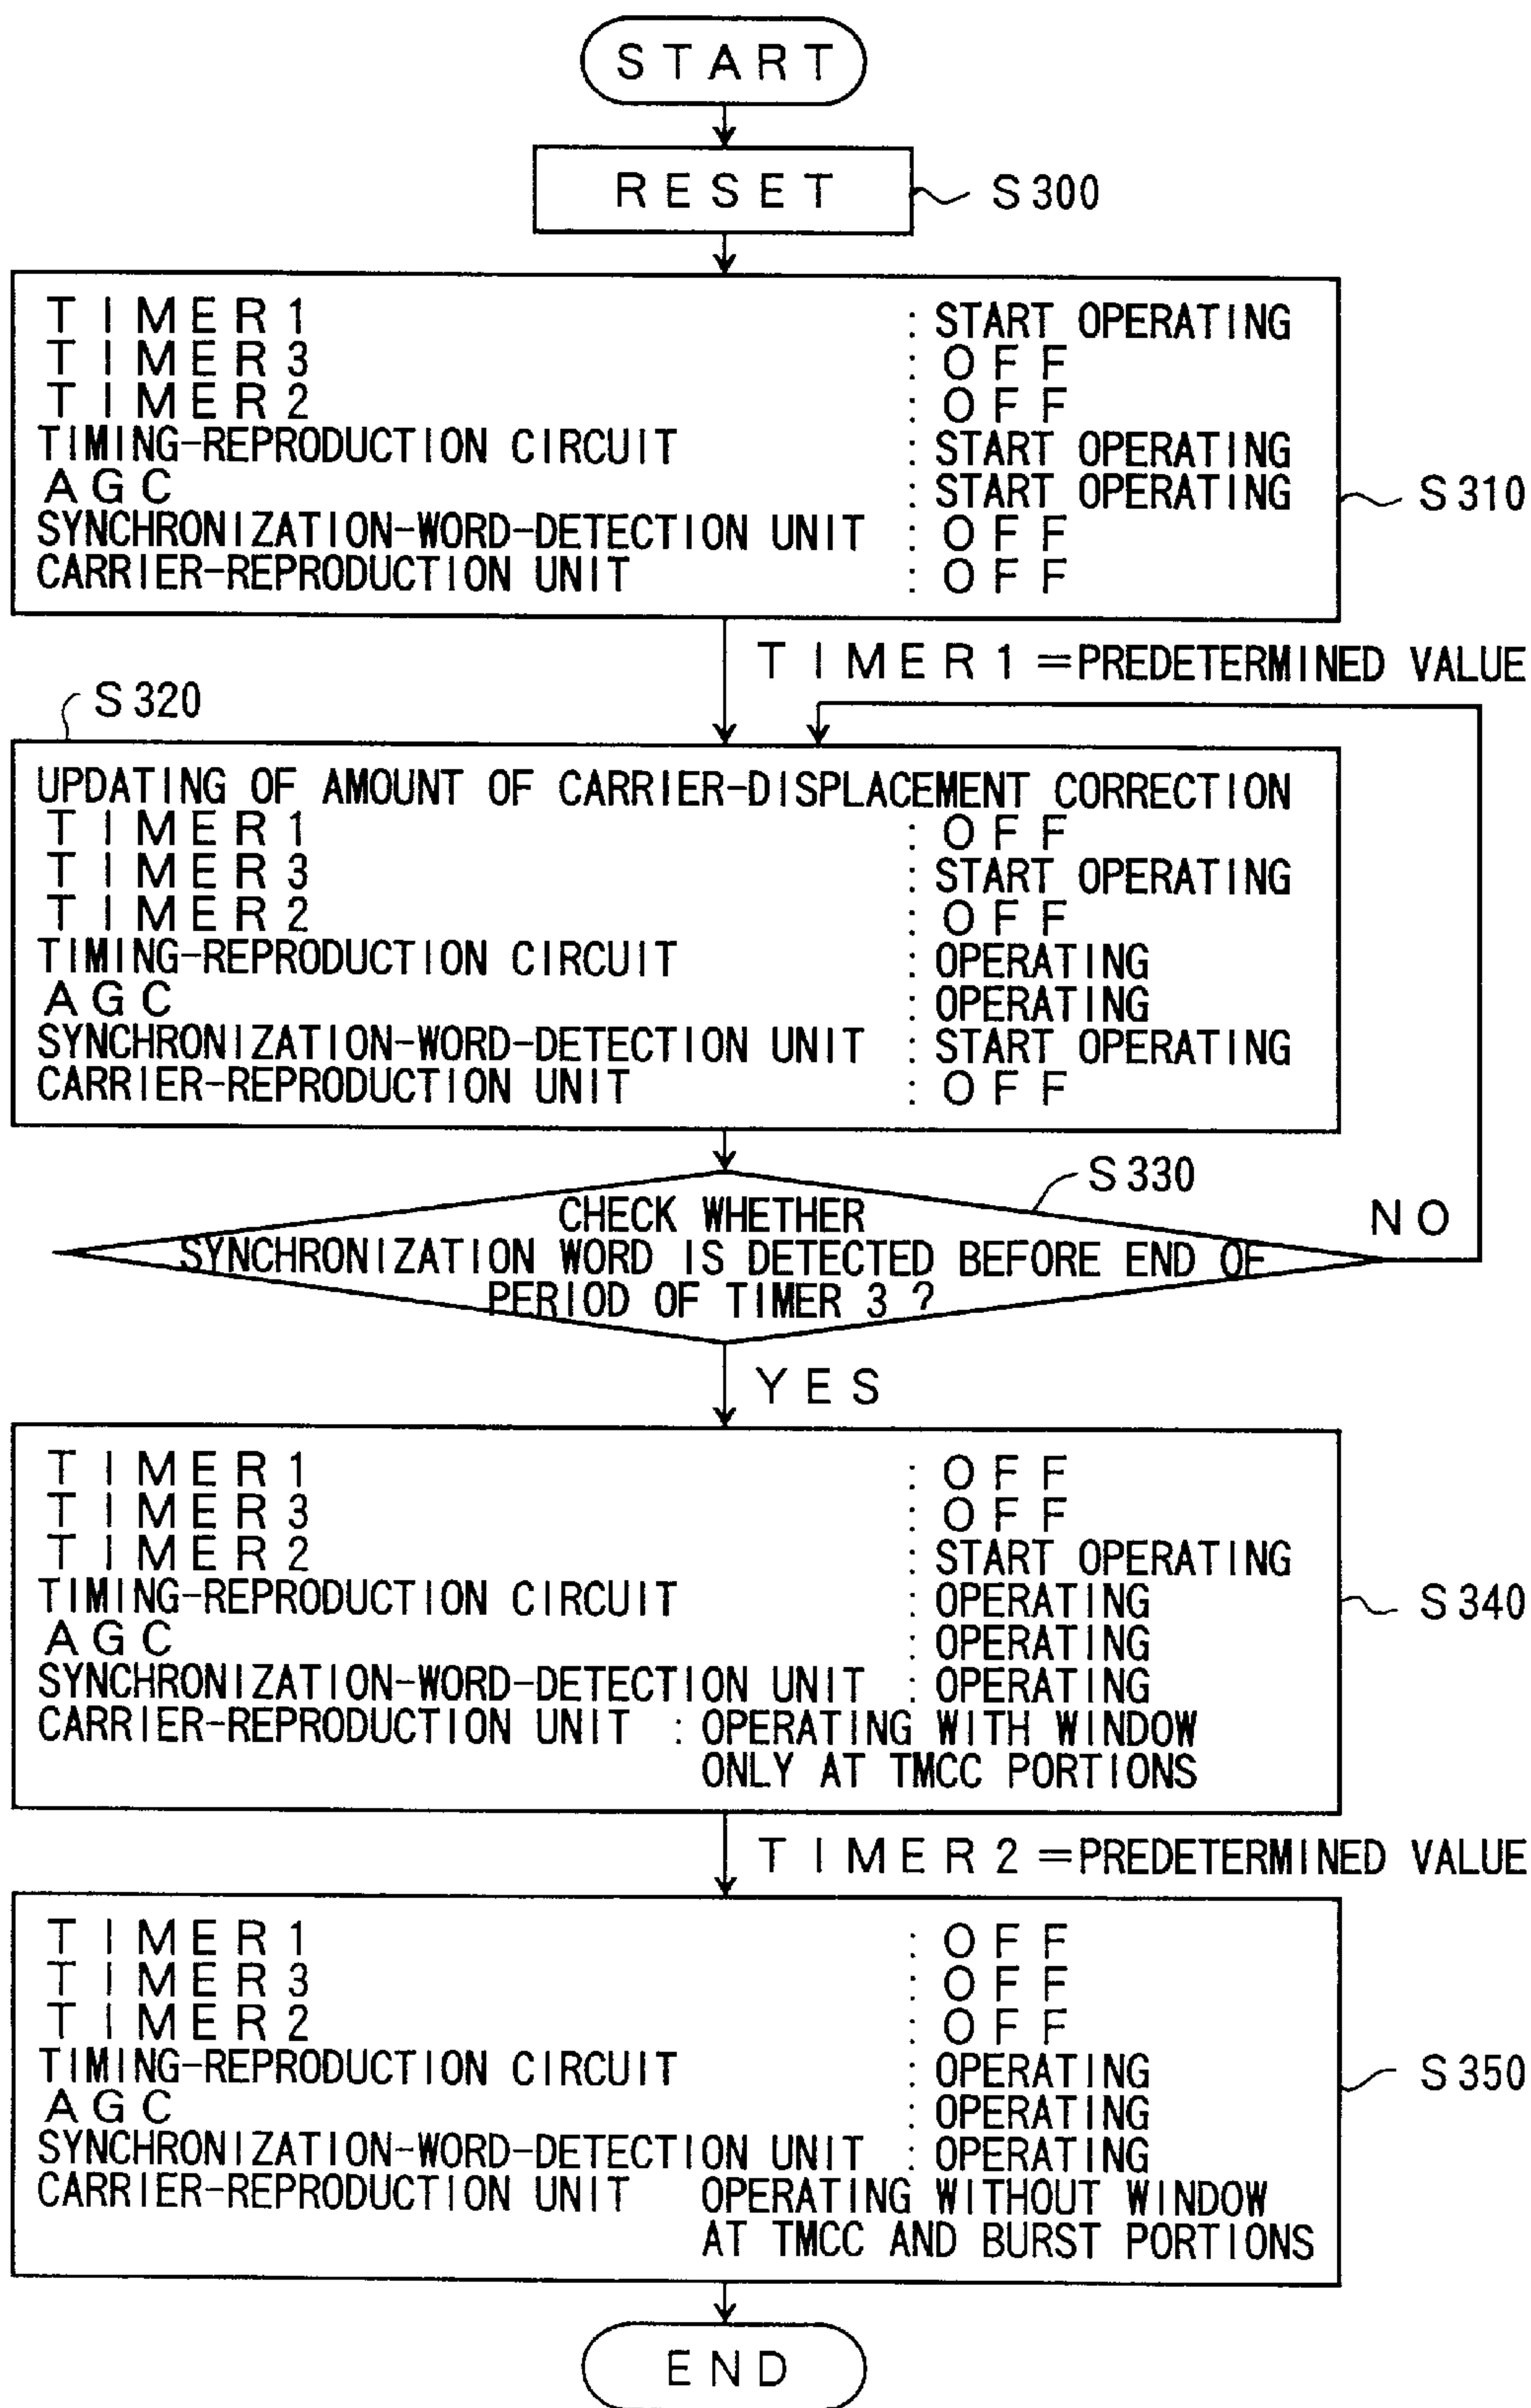 START
RESET
S300
TIMER1 : START OPERATING
TIMER3 : OFF
TIMER2 : OFF
TIMING-REPRODUCTION CIRCUIT : START OPERATING
AGC : START OPERATING
SYNCHRONIZATION-WORD-DETECTION UNIT : OFF
CARRIER-REPRODUCTION UNIT : OFF
S310
TIMER1=PREDETERMINED VALUE
S320
UPDATING OF AMOUNT OF CARRIER-DISPLACEMENT CORRECTION
TIMER1 : OFF
TIMER3 : START OPERATING
TIMER2 : OFF
TIMING-REPRODUCTION CIRCUIT : OPERATING
AGC : OPERATING
SYNCHRONIZATION-WORD-DETECTION UNIT : START OPERATING
CARRIER-REPRODUCTION UNIT : OFF
S330
CHECK WHETHER
SYNCHRONIZATION WORD IS DETECTED BEFORE END OF
PERIOD OF TIMER 3 ?
NO
YES
TIMER1 : OFF
TIMER3 : OFF
TIMER2 : START OPERATING
TIMING-REPRODUCTION CIRCUIT : OPERATING
AGC : OPERATING
SYNCHRONIZATION-WORD-DETECTION UNIT : OPERATING
CARRIER-REPRODUCTION UNIT : OPERATING WITH WINDOW
ONLY AT TMCC PORTIONS
S340
TIMER2=PREDETERMINED VALUE
TIMER1 : OFF
TIMER3 : OFF
TIMER2 : OFF
TIMING-REPRODUCTION CIRCUIT : OPERATING
AGC : OPERATING
SYNCHRONIZATION-WORD-DETECTION UNIT : OPERATING
CARRIER-REPRODUCTION UNIT OPERATING WITHOUT WINDOW
AT TMCC AND BURST PORTIONS
S350
END